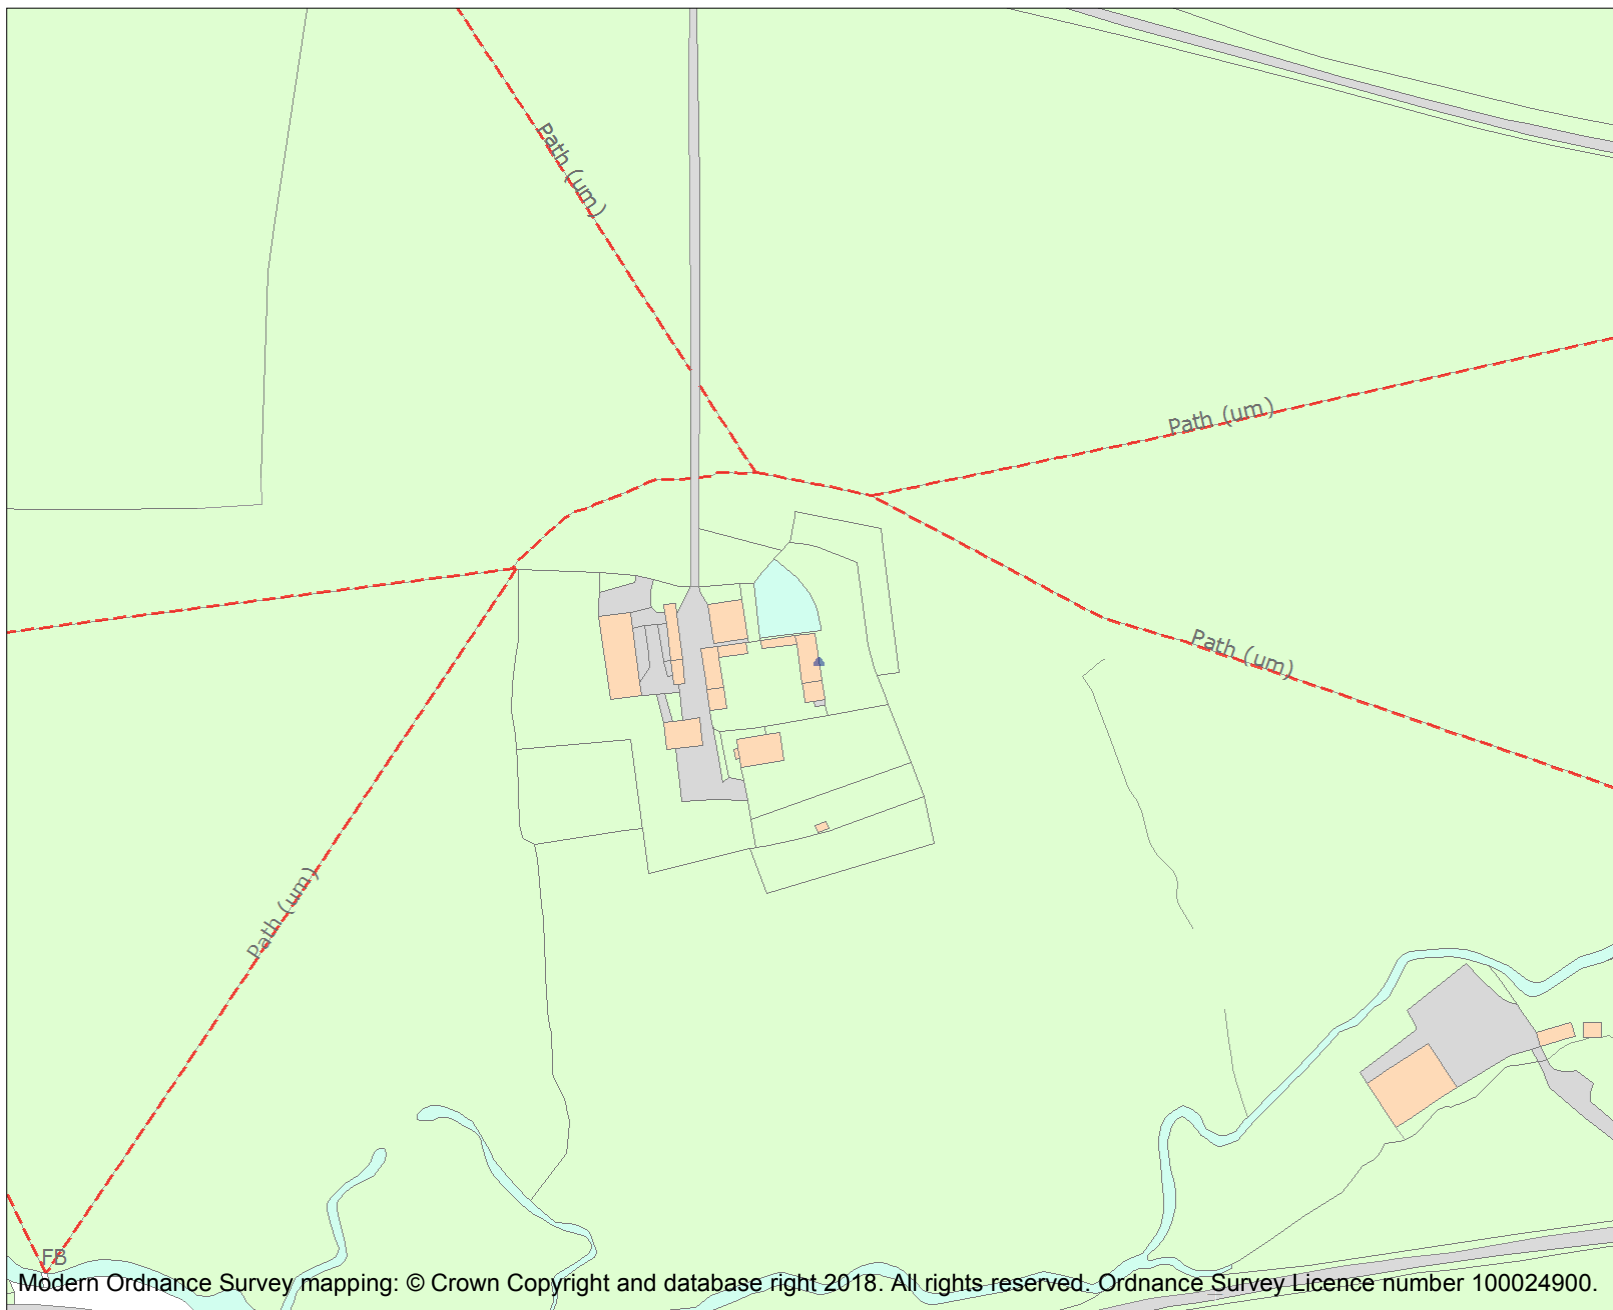 Path (um)
Path (um)
Path (um)
Path (um)
FB
Modern Ordnance Survey mapping: © Crown Copyright and database right 2018. All rights reserved. Ordnance Survey Licence number 100024900.